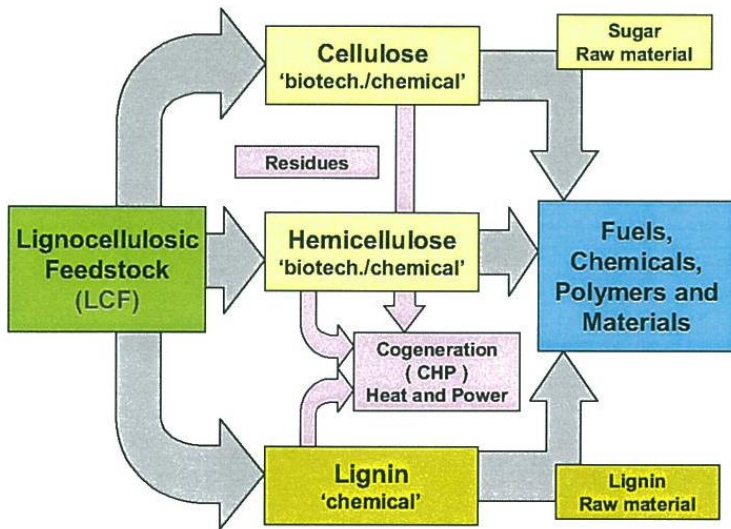 Cellulose
'biotech./chemical'
Sugar
Raw material
Residues
Lignocellulosic
Feedstock
(LCF)
Hemicellulose
'biotech./chemical'
Fuels,
Chemicals,
Polymers and
Materials
Cogeneration
( CHP )
Heat and Power
Lignin
'chemical'
Lignin
Raw material